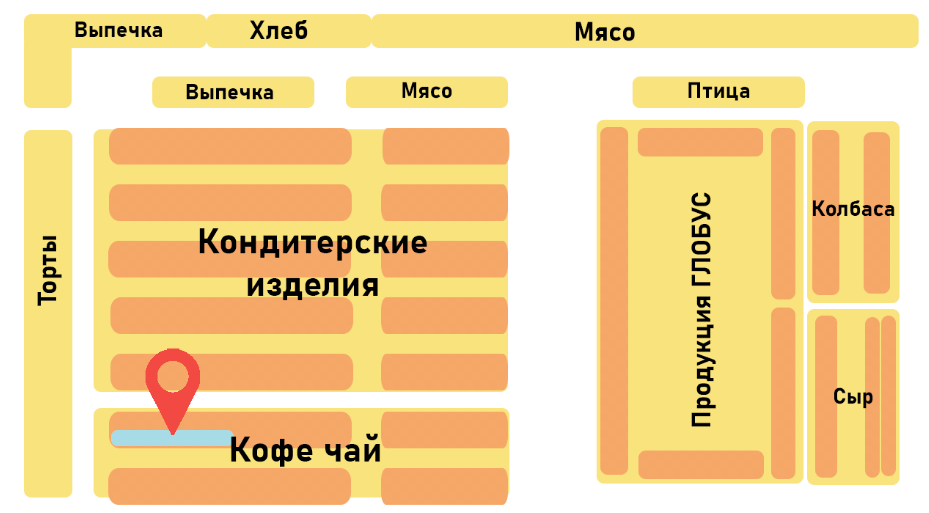 Выпечка
Хлеб
Мясо
Выпечка
Мясо
Птица
Торты
Кондитерские
изделия
Продукция ГЛОБУС
Колбаса
Сыр
Кофе чай